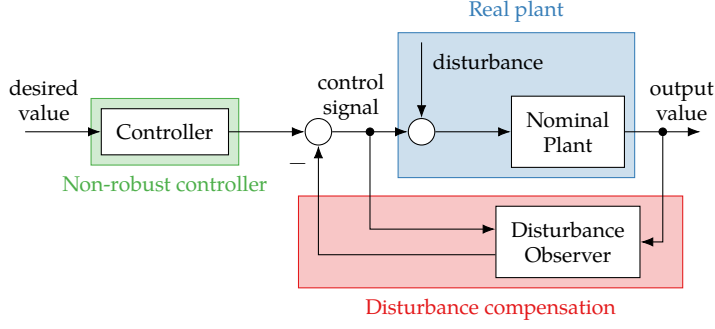 Real plant
disturbance
desired
value
control
signal
output
value
Controller
Nominal
Plant
−
Non-robust controller
Disturbance
Observer
Disturbance compensation